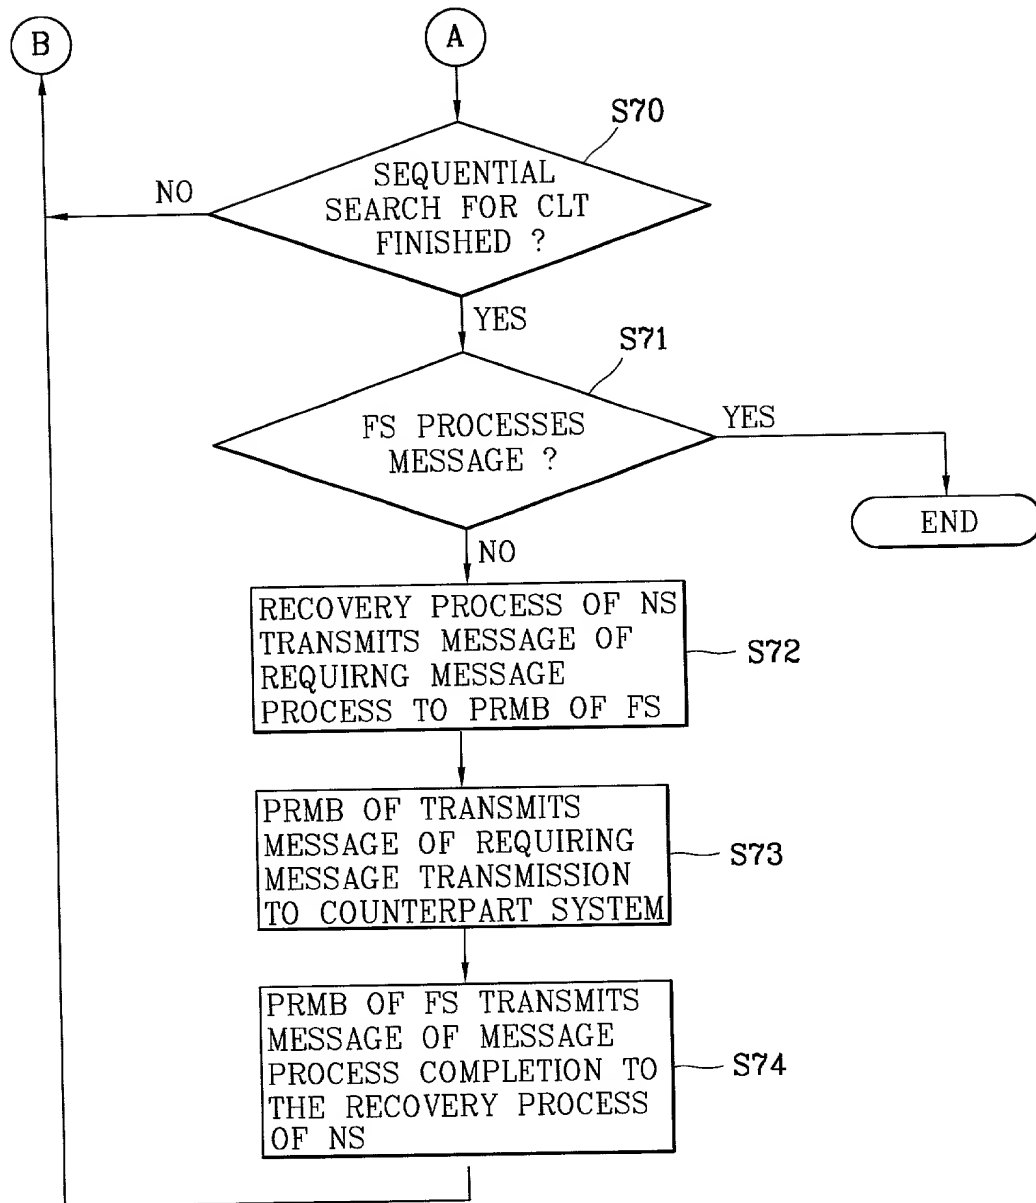 B
A
S70
SEQUENTIAL
SEARCH FOR CLT
FINISHED ?
NO
YES
S71
FS PROCESSES
MESSAGE ?
YES
END
NO
RECOVERY PROCESS OF NS
TRANSMITS MESSAGE OF
REQUIRNG MESSAGE
PROCESS TO PRMB OF FS
S72
PRMB OF TRANSMITS
MESSAGE OF REQUIRING
MESSAGE TRANSMISSION
TO COUNTERPART SYSTEM
S73
PRMB OF FS TRANSMITS
MESSAGE OF MESSAGE
PROCESS COMPLETION TO
THE RECOVERY PROCESS
OF NS
S74